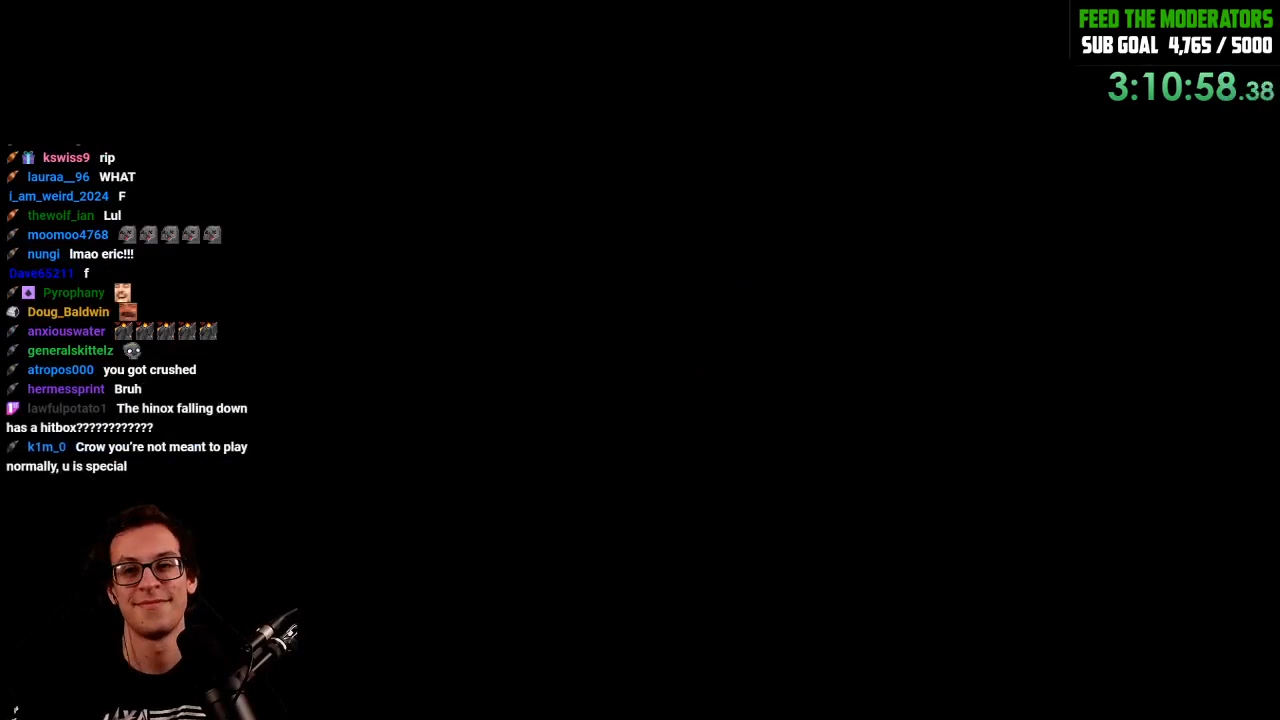 FEED THE MODERATORS
SUB GOAL 4,765 / 5000
3:10:58.38
kswiss9 rip
lauraa__96 WHAT
i_am_weird_2024 F
thewolf_ian Lul
moomoo4768
nungi lmao eric!!!
Dave65211 f
Pyrophany
Doug_Baldwin
anxiouswater
generalskittelz
atropos000 you got crushed
hermessprint Bruh
lawfulpotato1 The hinox falling down
has a hitbox????????????
k1m_0 Crow you're not meant to play
normally, u is special